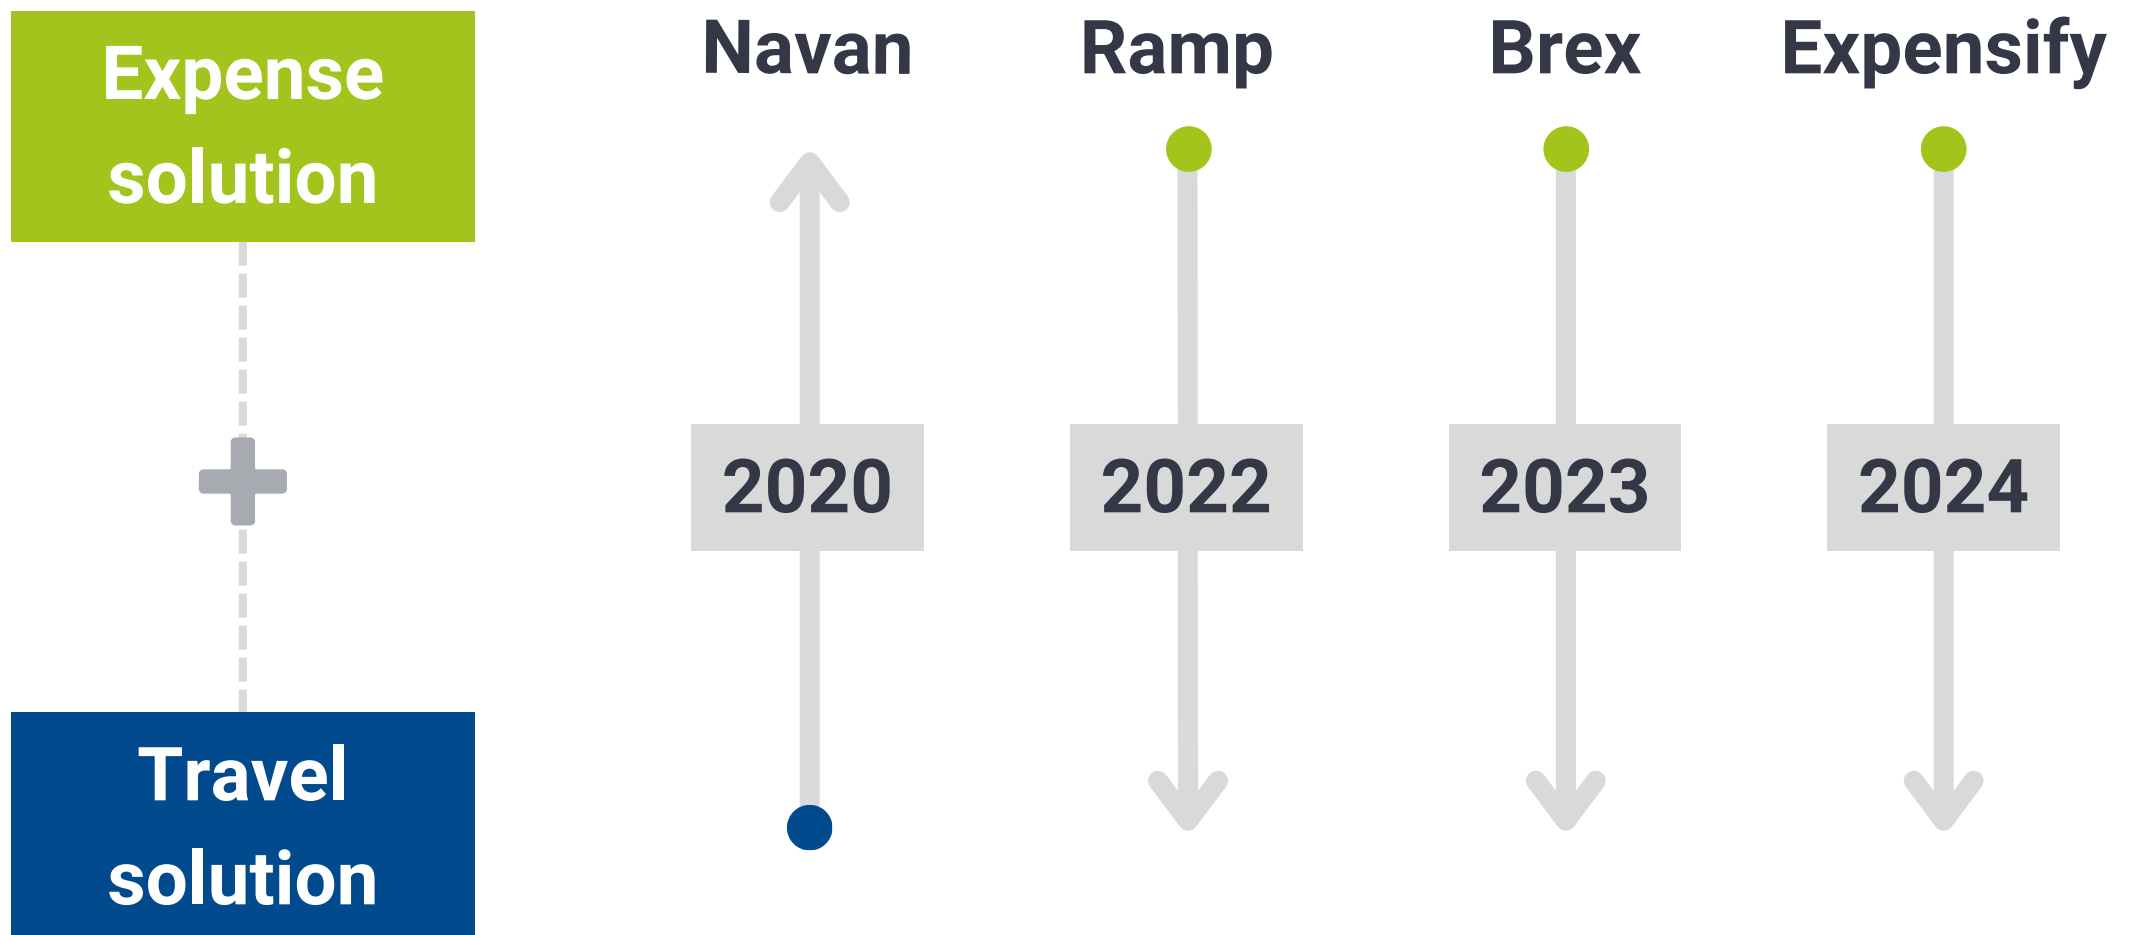 Expense
solution
Travel
solution
Navan
Ramp
Brex
Expensify
2020
2022
2023
2024